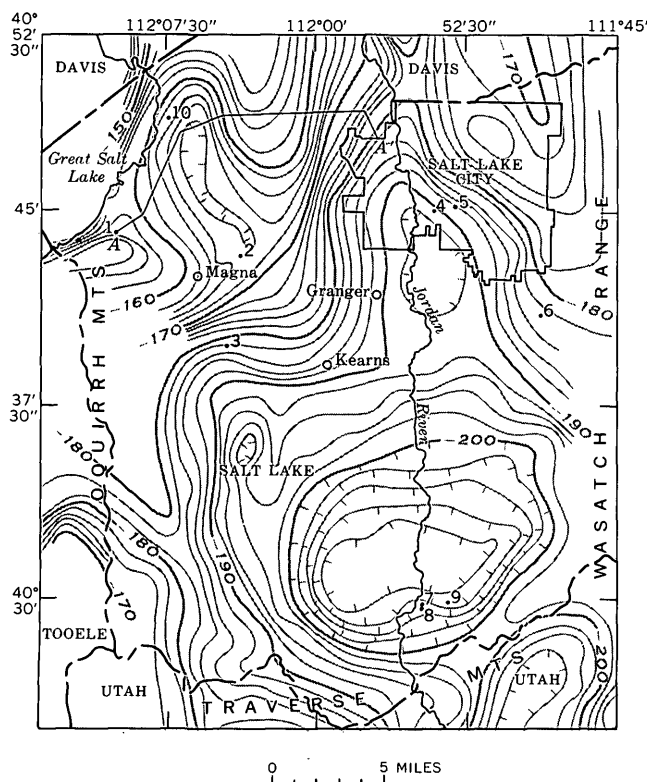 40°
52'
30"
112°07'30"
112°00'
52'30"
111°45'
DAVIS
DAVIS
170
150
10
Great Salt
Lake
A'
SALT LAKE
CITY
45'
1
A
4
5
2
Magna
RANGE
160
Granger
Jordan
180
6
170
3
Kearns
OQUIRRH MTS
37'
30"
River
190
200
180
SALT LAKE
WASATCH
180
190
7
9
8
40°
30'
170
TOOELE
UTAH
TRAVERSE
MTS
UTAH
200
0 5 MILES